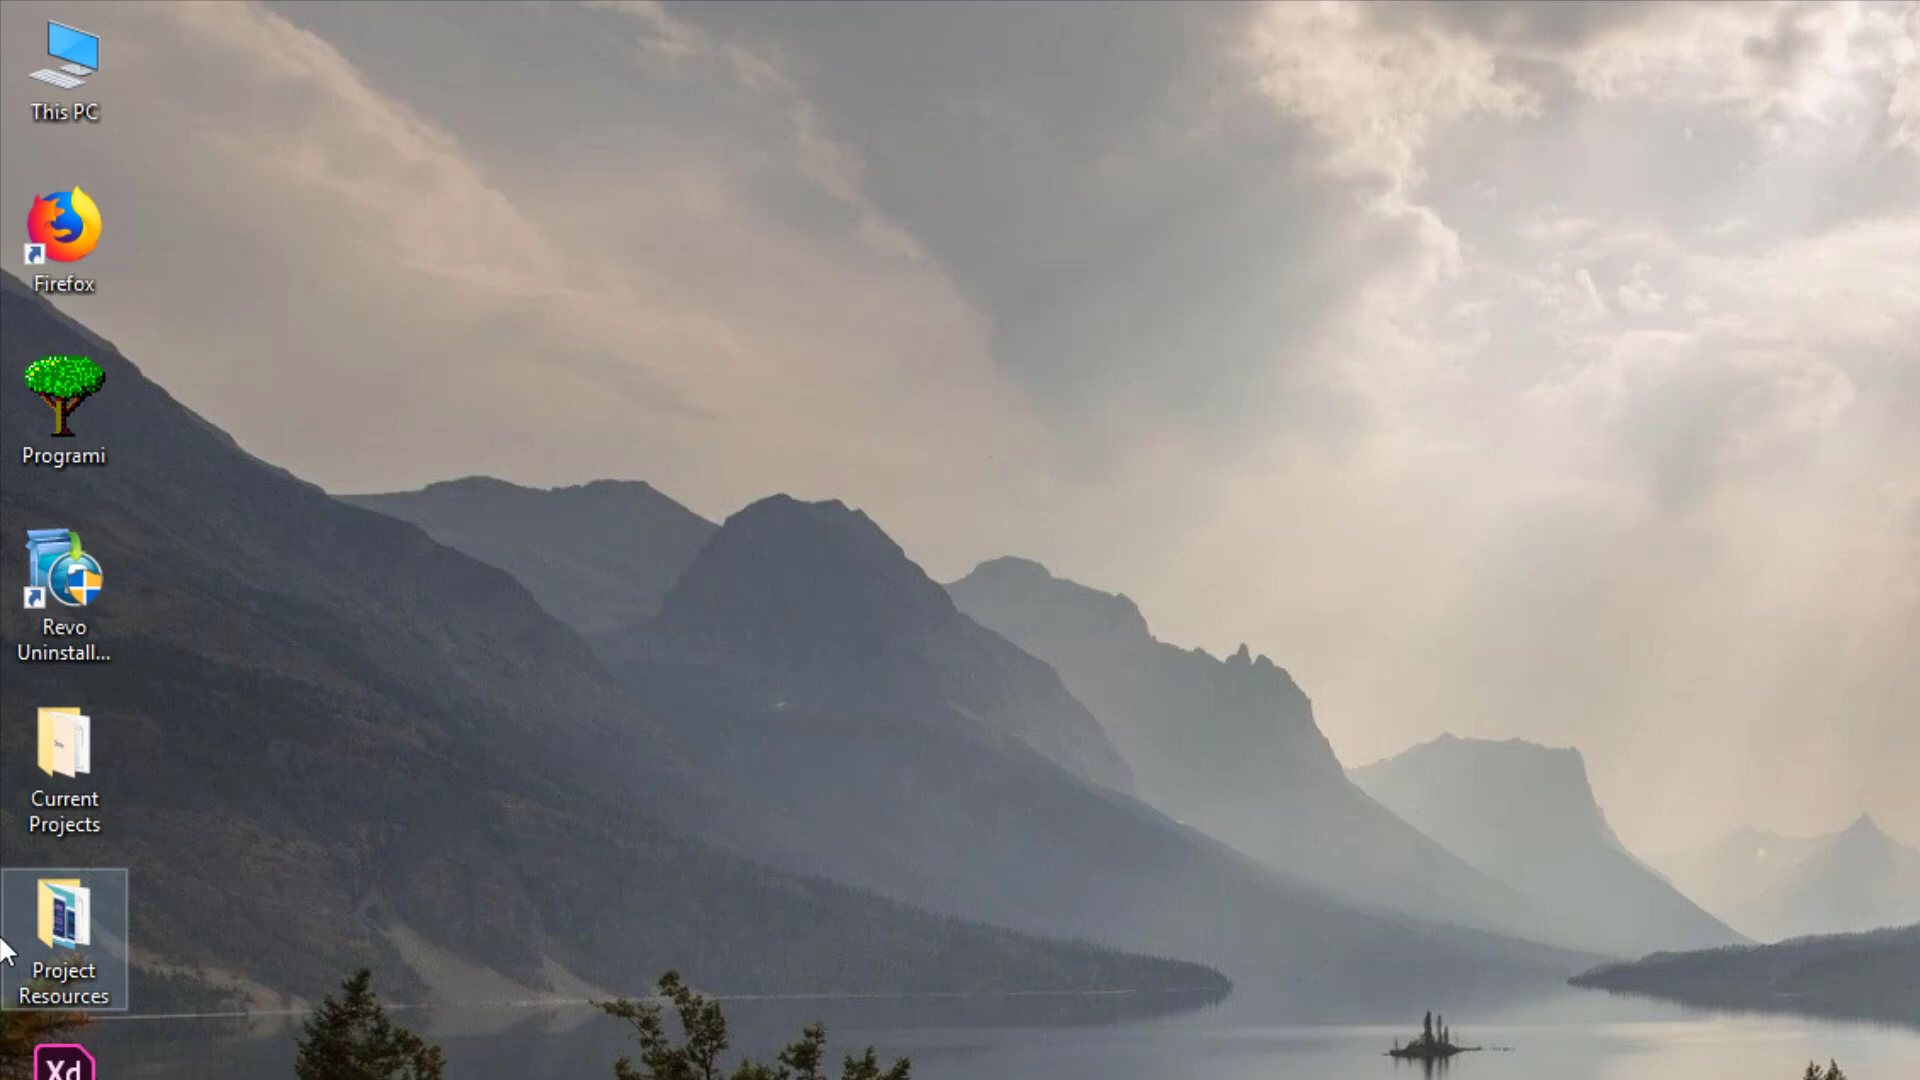 This PC
Firefox
Programi
Revo
Uninstall...
Current
Projects
Project
Resources
Xd